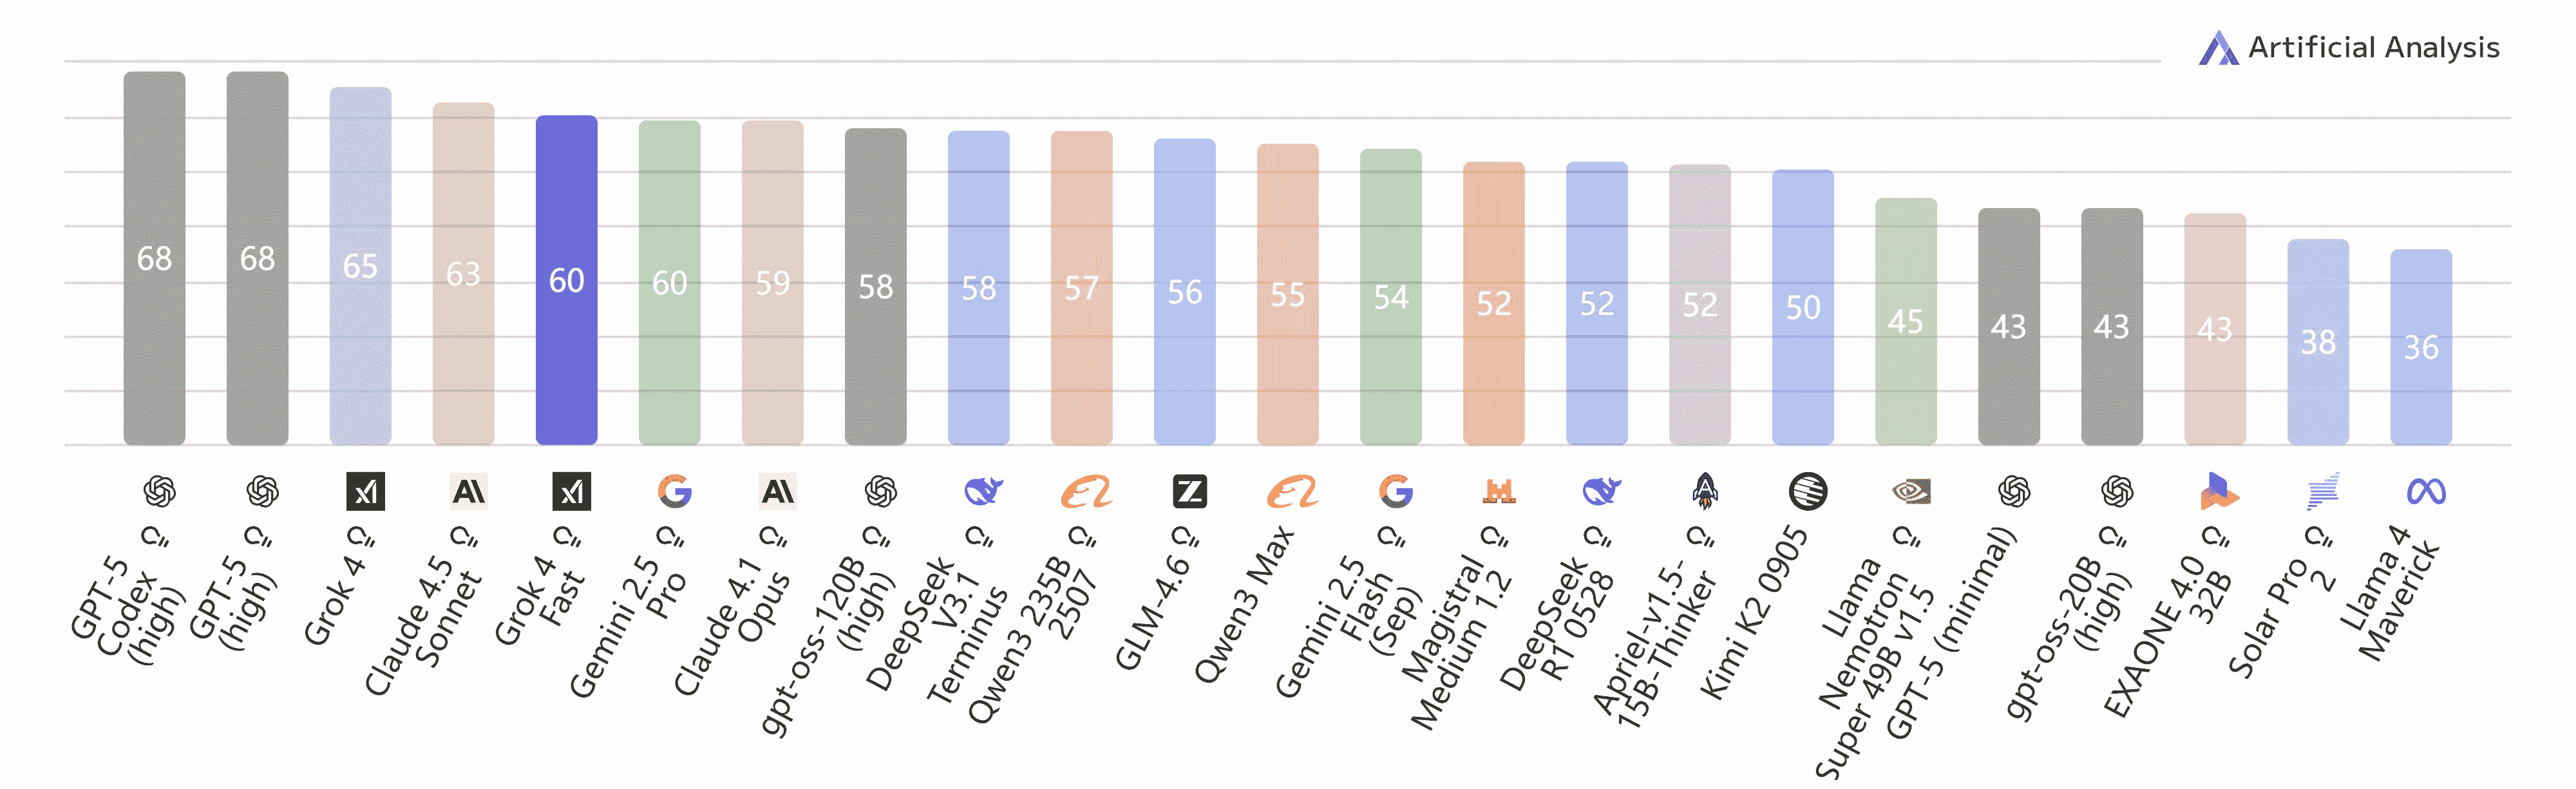 Artificial Analysis
68
68
65
63
60
60
59
58
58
57
56
55
54
52
52
52
50
45
43
43
43
38
36
GPT-5
Codex
(high)
GPT-5
(high)
Grok 4
Claude 4.5
Sonnet
Grok 4
Fast
Gemini 2.5
Pro
Claude 4.1
Opus
gpt-oss-120B
(high)
DeepSeek
V3.1
Terminus
Qwen3 235B
2507
GLM-4.6
Qwen3 Max
Gemini 2.5
Flash
(Sep)
Magistral
Medium 1.2
DeepSeek
R1 0528
Apriel-v1.5-
15B-Thinker
Kimi K2 0905
Llama
Nemotron
Super 49B v1.5
GPT-5 (minimal)
gpt-oss-20B
(high)
EXAONE 4.0
32B
Solar Pro
2
Llama 4
Maverick